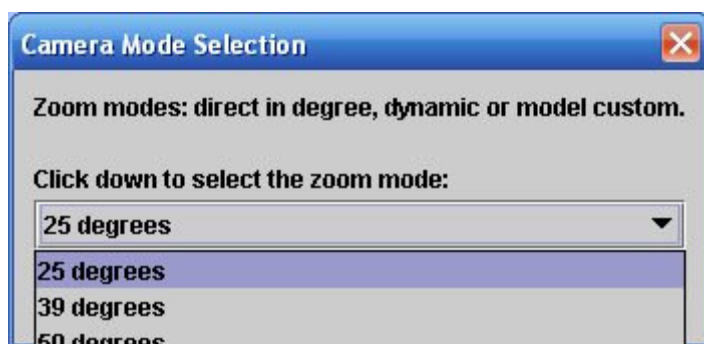 Camera Mode Selection
Zoom modes: direct in degree, dynamic or model custom.
Click down to select the zoom mode:
25 degrees
25 degrees
39 degrees
degrees